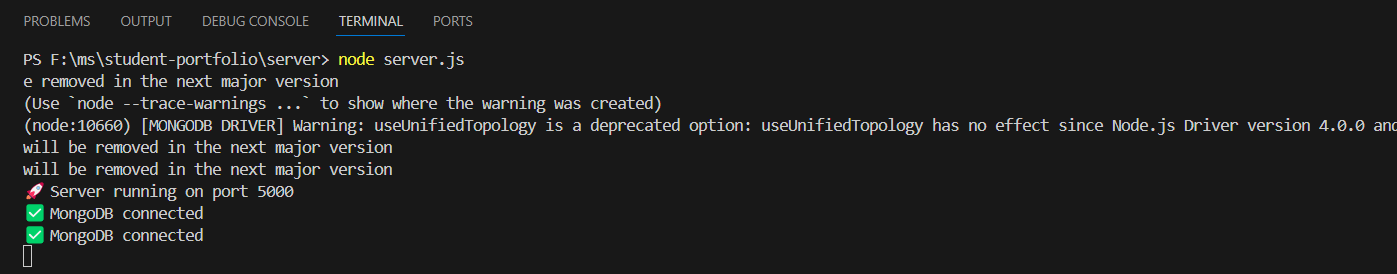 PROBLEMS OUTPUT DEBUG CONSOLE TERMINAL PORTS
PS F:\ms\student-portfolio\server> node server.js
e removed in the next major version
(Use `node --trace-warnings ...` to show where the warning was created)
(node:10660) [MONGODB DRIVER] Warning: useUnifiedTopology is a deprecated option: useUnifiedTopology has no effect since Node.js Driver version 4.0.0 and
will be removed in the next major version
will be removed in the next major version
🚀 Server running on port 5000
✅ MongoDB connected
✅ MongoDB connected